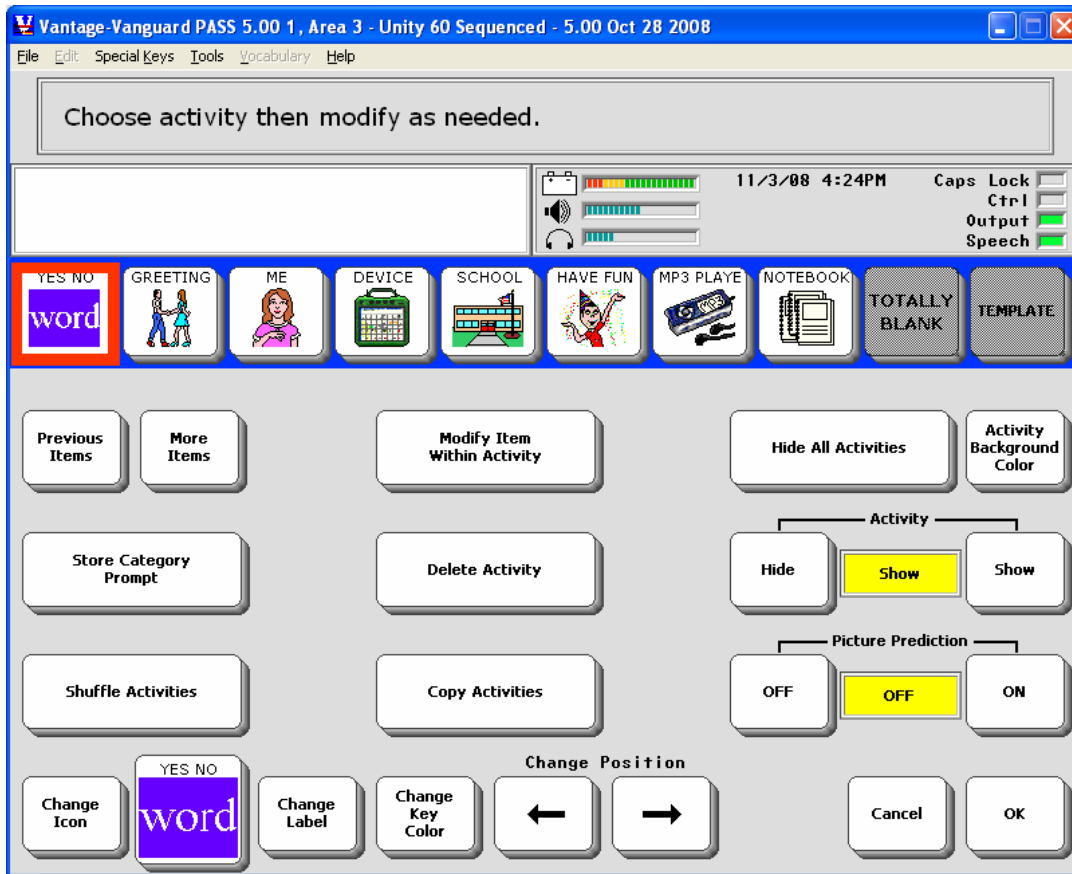 Vantage-Vanguard PASS 5.00 1, Area 3 - Unity 60 Sequenced - 5.00 Oct 28 2008
File Edit Special Keys Tools Vocabulary Help
Choose activity then modify as needed.
11/3/08 4:24PM
Caps Lock
Ctrl
Output
Speech
YES NO
word
GREETING
ME
DEVICE
SCHOOL
HAVE FUN
MP3 PLAYE
MP3
NOTEBOOK
TOTALLY
BLANK
TEMPLATE
Previous
Items
More
Items
Modify Item
Within Activity
Hide All Activities
Activity
Background
Color
Store Category
Prompt
Delete Activity
Activity
Hide
Show
Show
Shuffle Activities
Copy Activities
Picture Prediction
OFF
OFF
ON
Change
Icon
YES NO
word
Change
Label
Change
Key
Color
Change Position
Cancel
OK